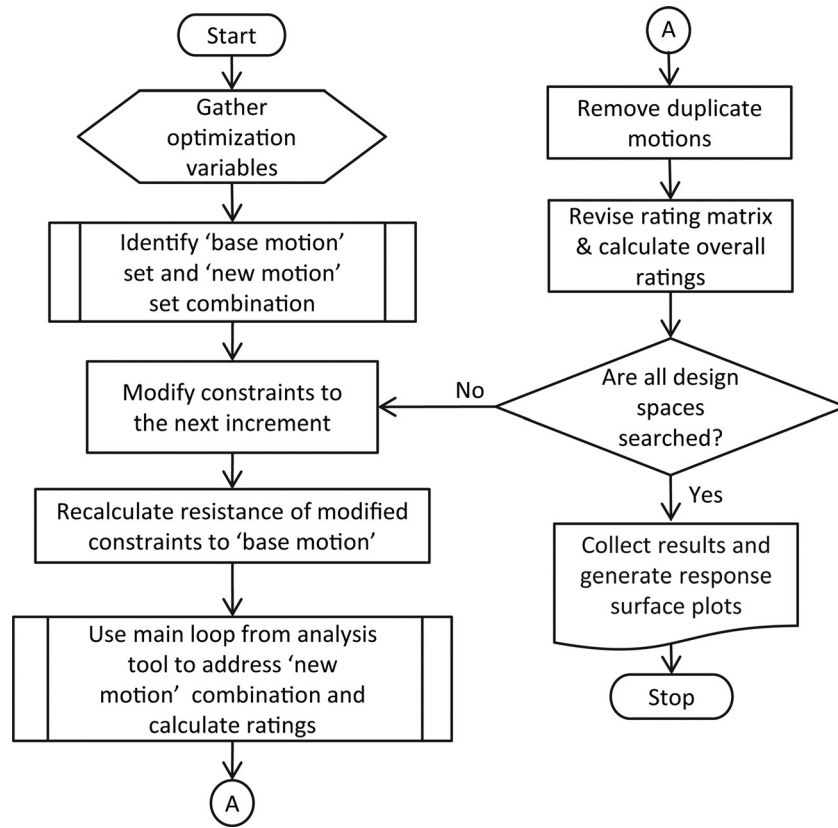 Start
Gather
optimization
variables
Identify ‘base motion’
set and ‘new motion’
set combination
Modify constraints to
the next increment
Recalculate resistance of modified
constraints to ‘base motion’
Use main loop from analysis
tool to address ‘new
motion’ combination and
calculate ratings
A
A
Remove duplicate
motions
Revise rating matrix
& calculate overall
ratings
Are all design
spaces
searched?
No
Yes
Collect results and
generate response
surface plots
Stop